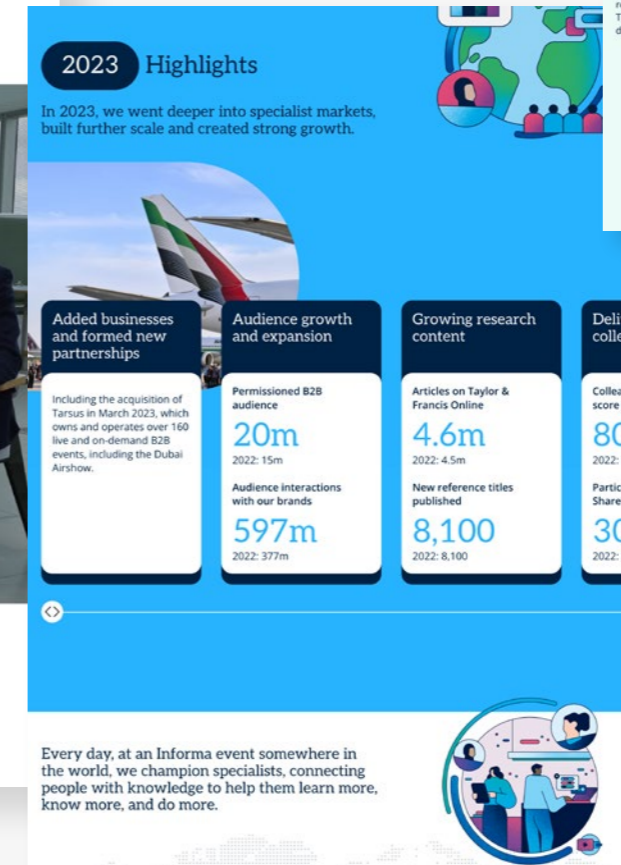 2023 Highlights
In 2023, we went deeper into specialist markets,
built further scale and created strong growth.
Added businesses
and formed new
partnerships
Including the acquisition of
Tarsus in March 2023, which
owns and operates over 160
live and on-demand B2B
events, including the Dubai
Airshow.
Audience growth
and expansion
Permissioned B2B
audience
20m
2022: 15m
Audience interactions
with our brands
597m
2022: 377m
Growing research
content
Articles on Taylor &
Francis Online
4.6m
2022: 4.5m
New reference titles
published
8,100
2022: 8,100
score
2022:
Share
2022:
Every day, at an Informa event somewhere in
the world, we champion specialists, connecting
people with knowledge to help them learn more,
know more, and do more.